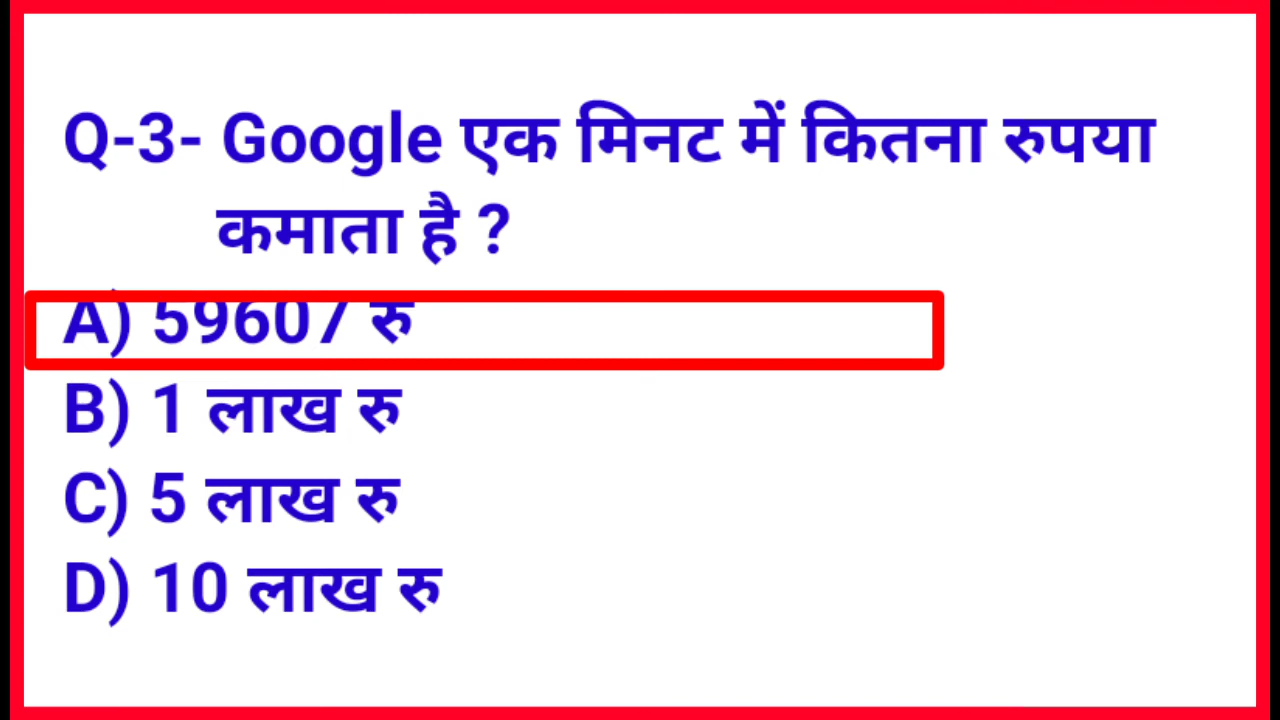 Q-3- Google एक मिनट में कितना रुपया
कमाता है ?
A) 59607 रु
B) 1 लाख रु
C) 5 लाख रु
D) 10 लाख रु